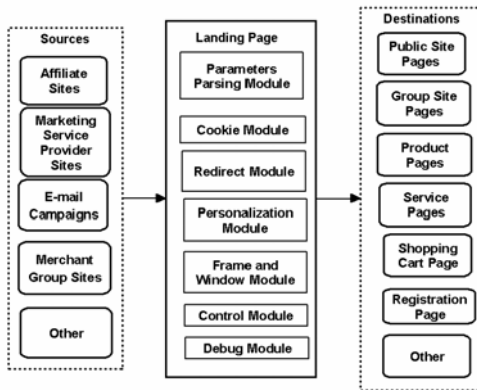 Sources
Affiliate
Sites
Marketing
Service
Provider
Sites
E-mail
Campaigns
Merchant
Group Sites
Other
Landing Page
Parameters
Parsing Module
Cookie Module
Redirect Module
Personalization
Module
Frame and
Window Module
Control Module
Debug Module
Destinations
Public Site
Pages
Group Site
Pages
Product
Pages
Service
Pages
Shopping
Cart Page
Registration
Page
Other